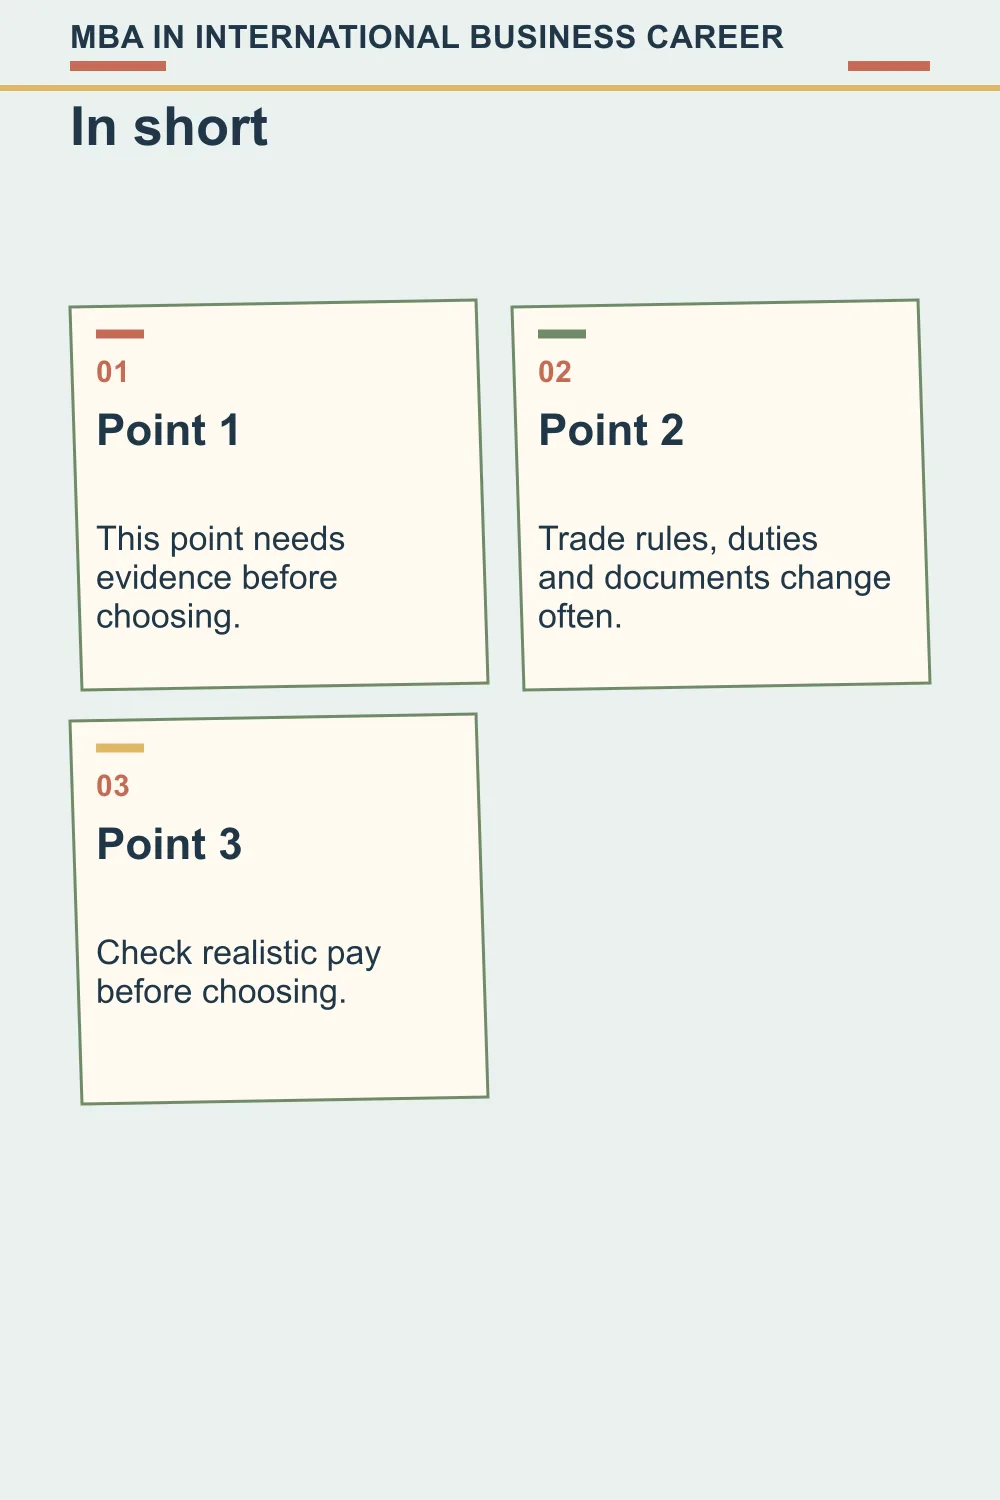 MBA IN INTERNATIONAL BUSINESS CAREER
In short
01
Point 1
This point needs
evidence before
choosing.
02
Point 2
Trade rules, duties
and documents change
often.
03
Point 3
Check realistic pay
before choosing.